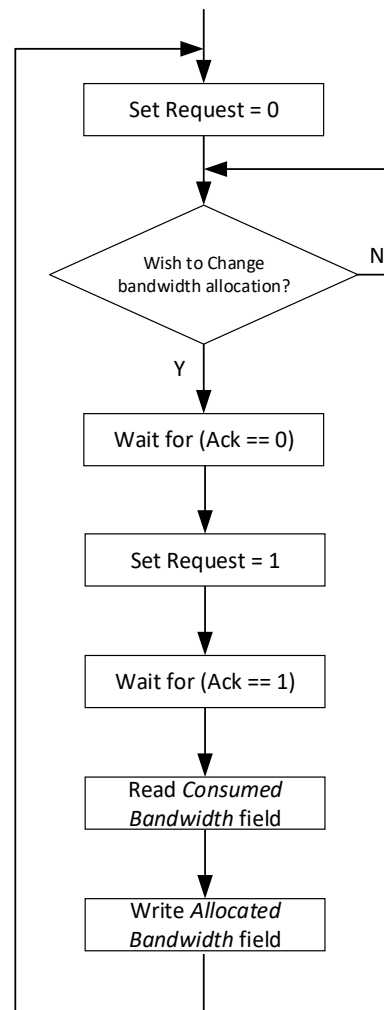 Set Request = 0
Wish to Change
bandwidth allocation?
N
Y
Wait for (Ack == 0)
Set Request = 1
Wait for (Ack == 1)
Read Consumed
Bandwidth field
Write Allocated
Bandwidth field